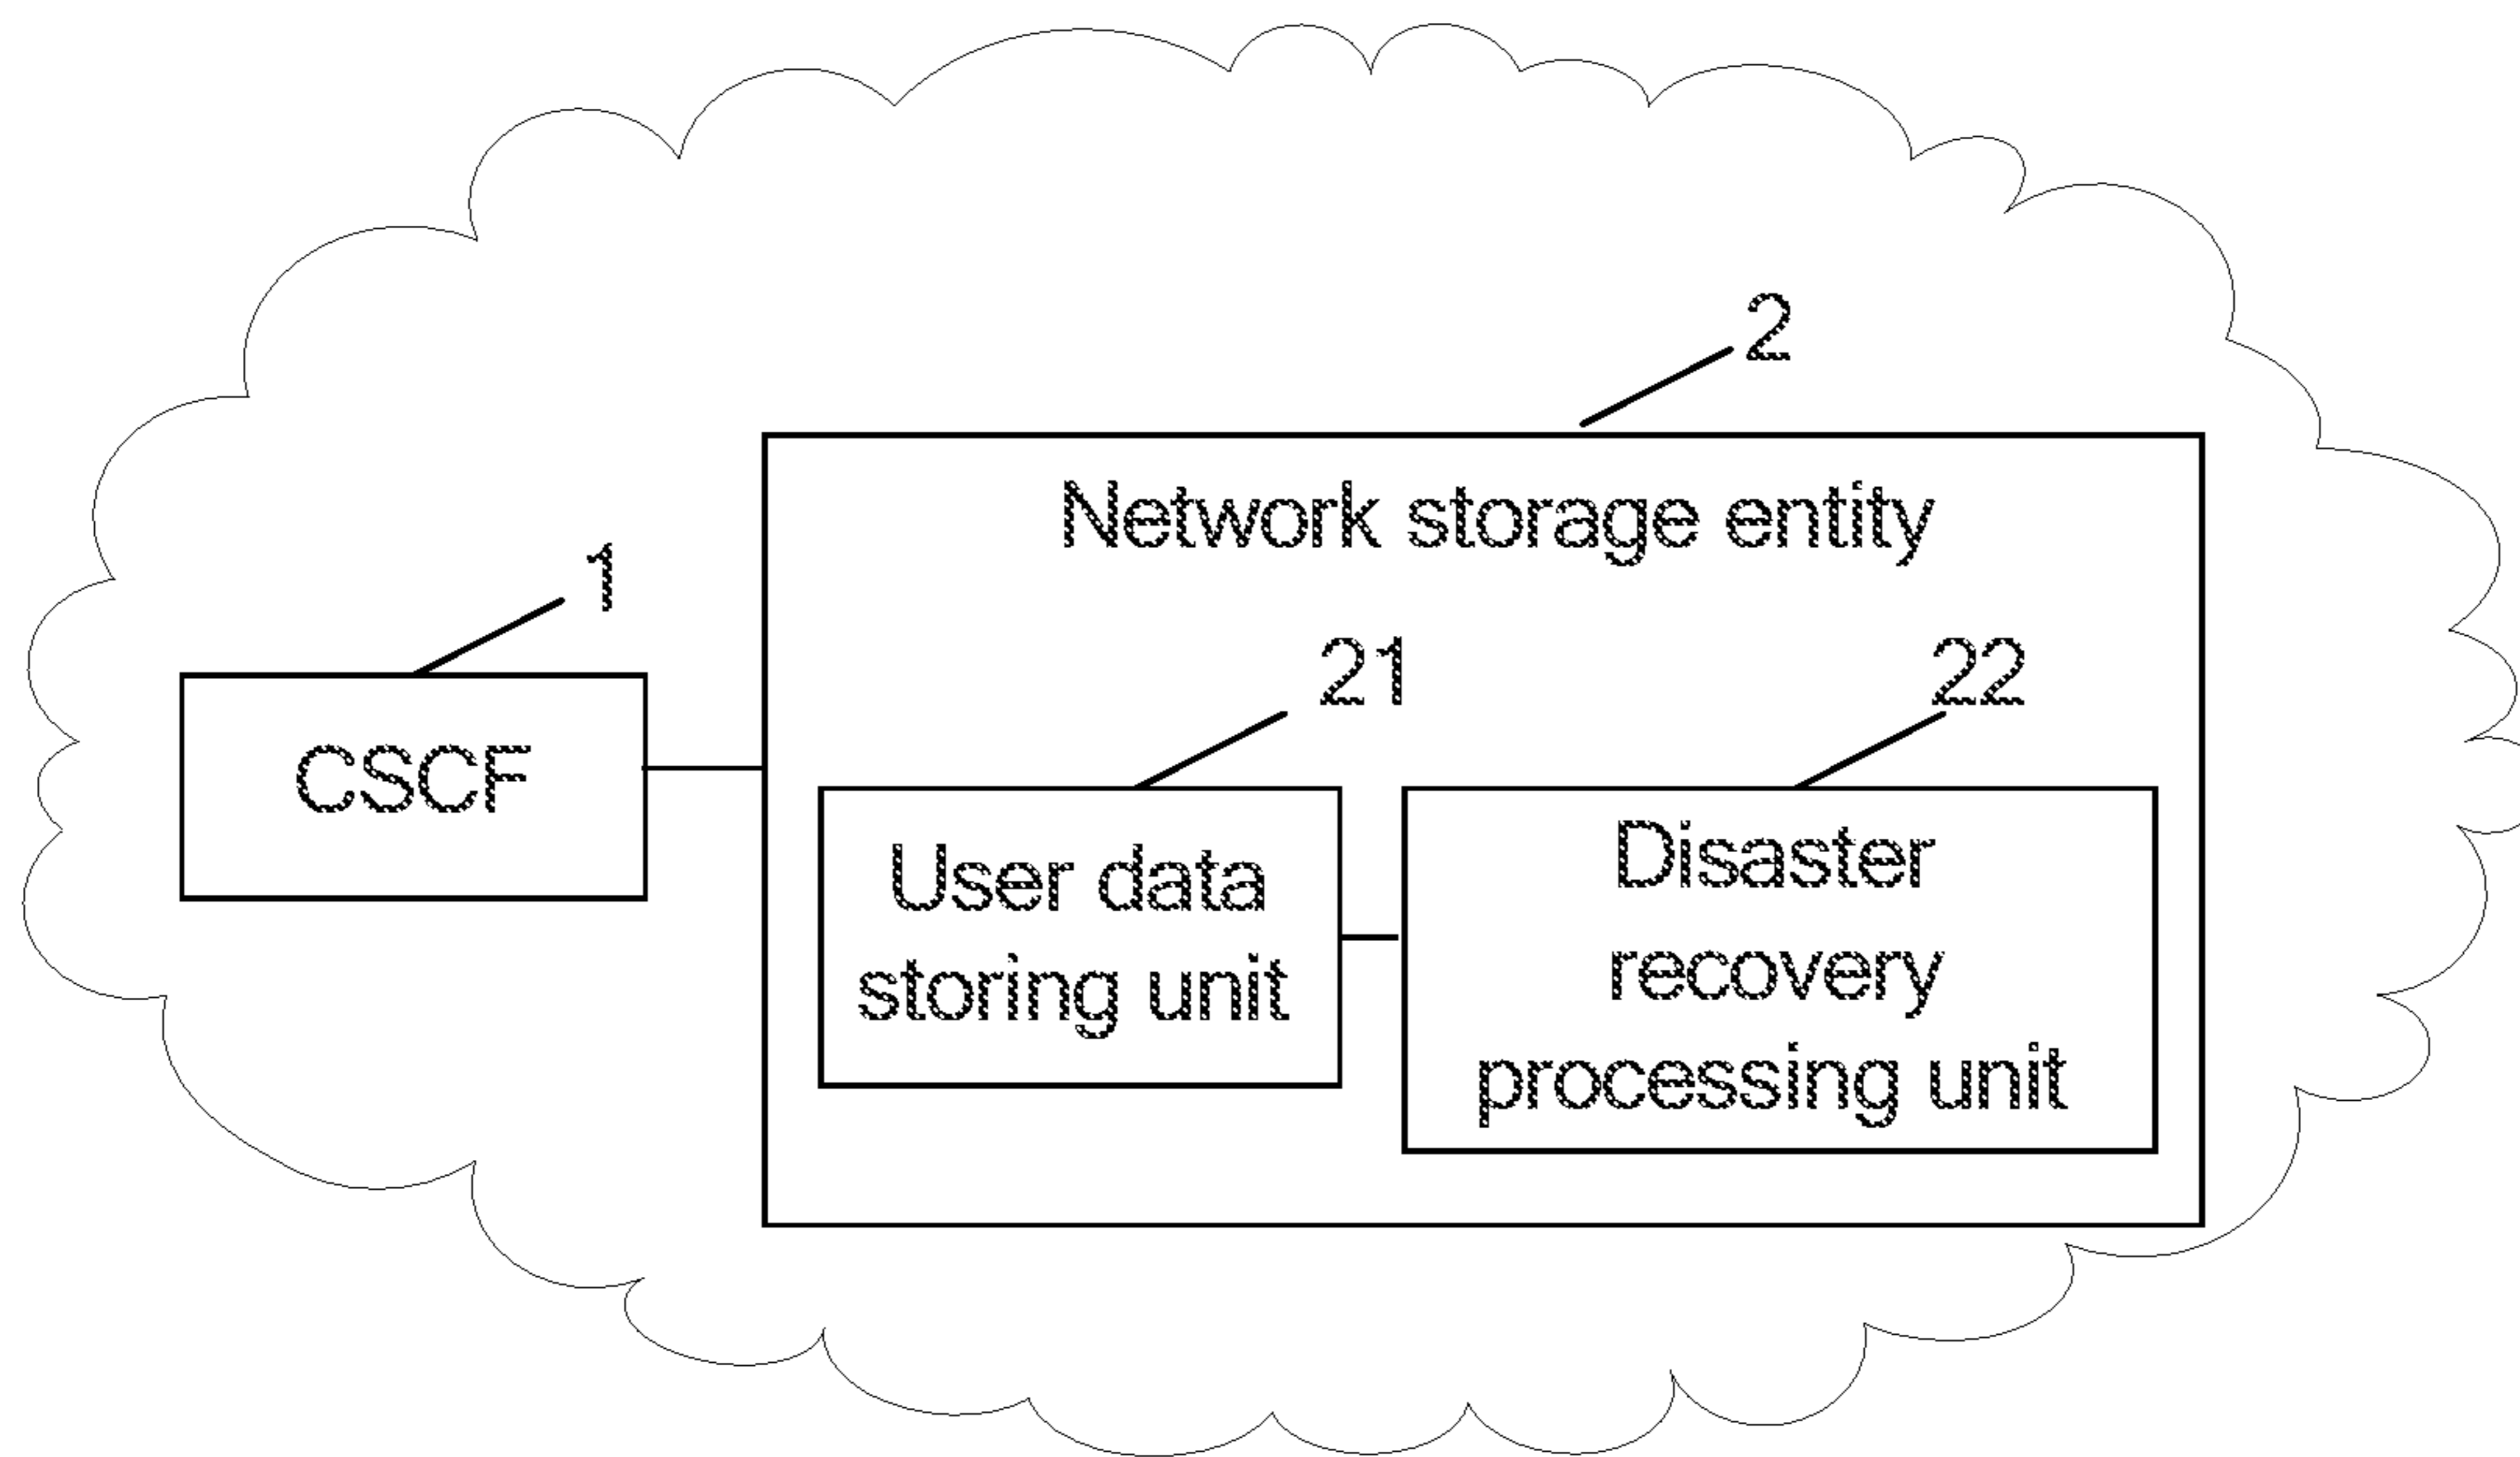 2
Network storage entity
1
21
22
CSCF
User data
storing unit
Disaster
recovery
processing unit